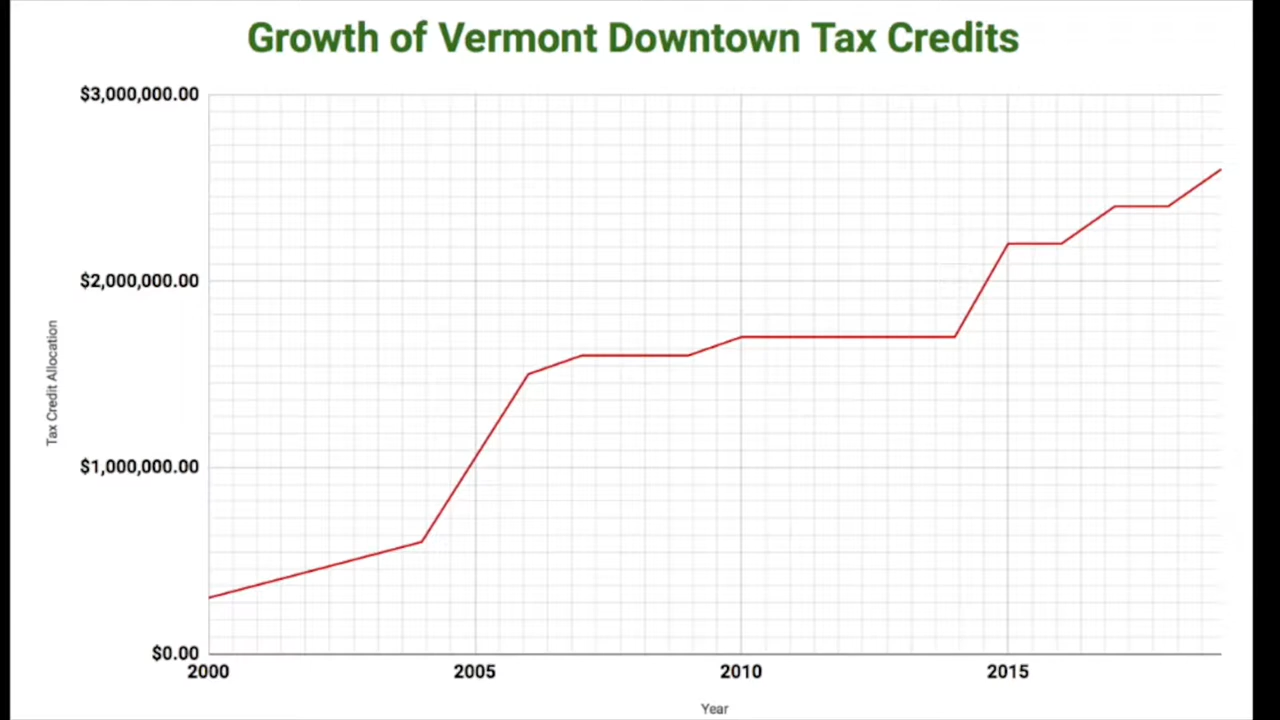 Growth of Vermont Downtown Tax Credits
$3,000,000.00
$2,000,000.00
Tax Credit Allocation
$1,000,000.00
$0.00
2000 2005 2010 2015
Year